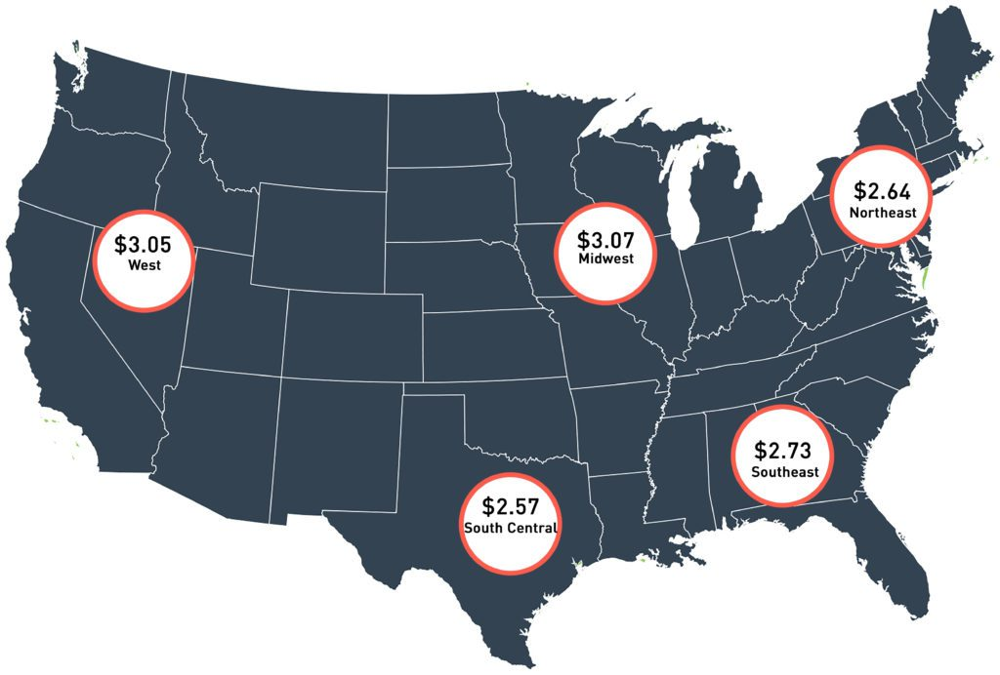 $2.64
Northeast
$3.05
West
$3.07
Midwest
$2.73
Southeast
$2.57
South Central